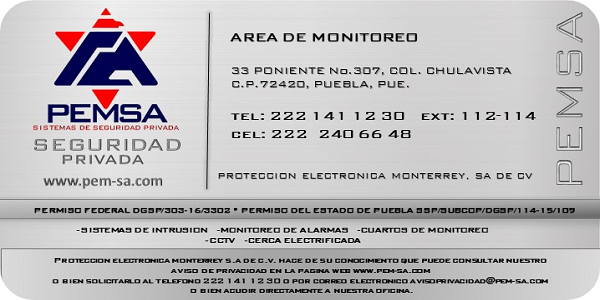 PEMSA
SISTEMAS DE SEGURIDAD PRIVADA
SEGURIDAD
PRIVADA
www.pem-sa.com
AREA DE MONITOREO
33 PONIENTE No.307, COL. CHULAVISTA
C.P.72420, PUEBLA, PUE.
TEL: 222 141 12 30 EXT: 112-114
CEL: 222 240 66 48
PROTECCION ELECTRONICA MONTERREY, SA DE CV
PEMSA
PERMISO FEDERAL DGSP/303-16/3302 * PERMISO DEL ESTADO DE PUEBLA SSP/SUBCOP/DGSP/114-15/109
-SISTEMAS DE INTRUSION -MONITOREO DE ALARMAS -CUARTOS DE MONITOREO
-CCTV -CERCA ELECTRIFICADA
PROTECCION ELECTRONICA MONTERREY S.A DE C.V. HACE DE SU CONOCIMIENTO QUE PUEDE CONSULTAR NUESTRO
AVISO DE PRIVACIDAD EN LA PAGINA WEB WWW.PEM-SA.COM
O BIEN SOLICITARLO AL TELEFONO 222 141 12 30 O POR CORREO ELECTRONICO AVISOPRIVACIDAD@PEM-SA.COM
O BIEN ACUDIR DIRECTAMENTE A NUESTRA OFICINA.